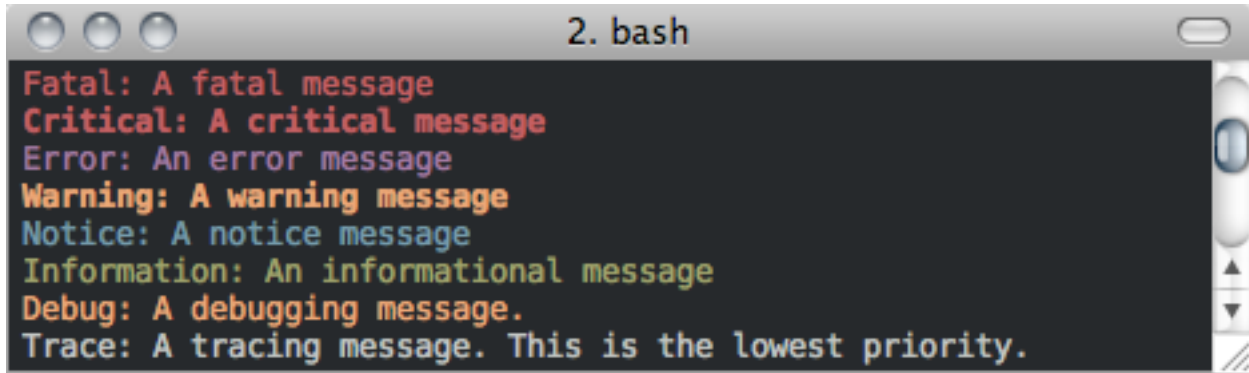 2. bash
Fatal: A fatal message
Critical: A critical message
Error: An error message
Warning: A warning message
Notice: A notice message
Information: An informational message
Debug: A debugging message.
Trace: A tracing message. This is the lowest priority.